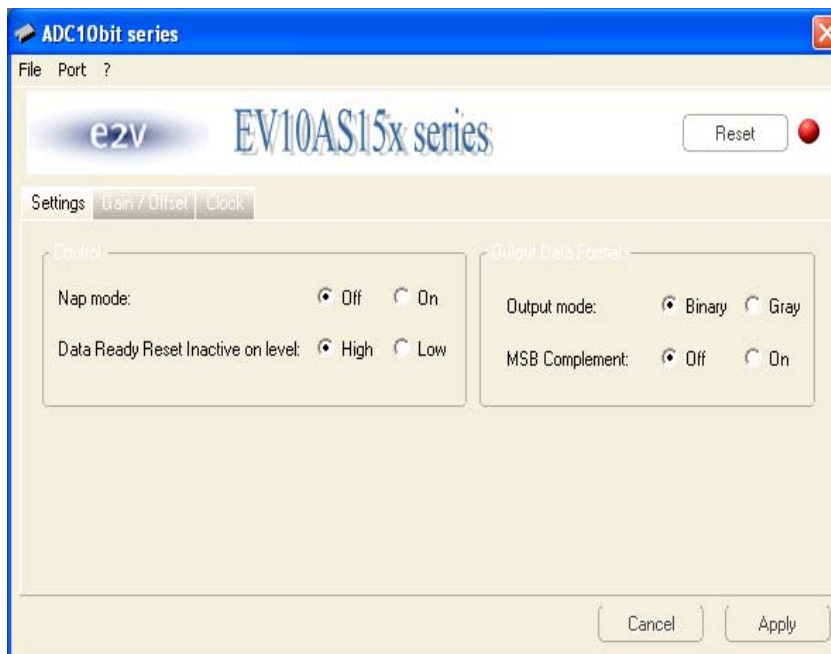 ADC10bit series
File Port ?
e2v EV10AS15x series Reset
Settings Gain / Offset Clock
Control Output Data Format
Nap mode: Off On
Output mode: Binary Gray
Data Ready Reset Inactive on level: High Low
MSB Complement: Off On
Cancel Apply